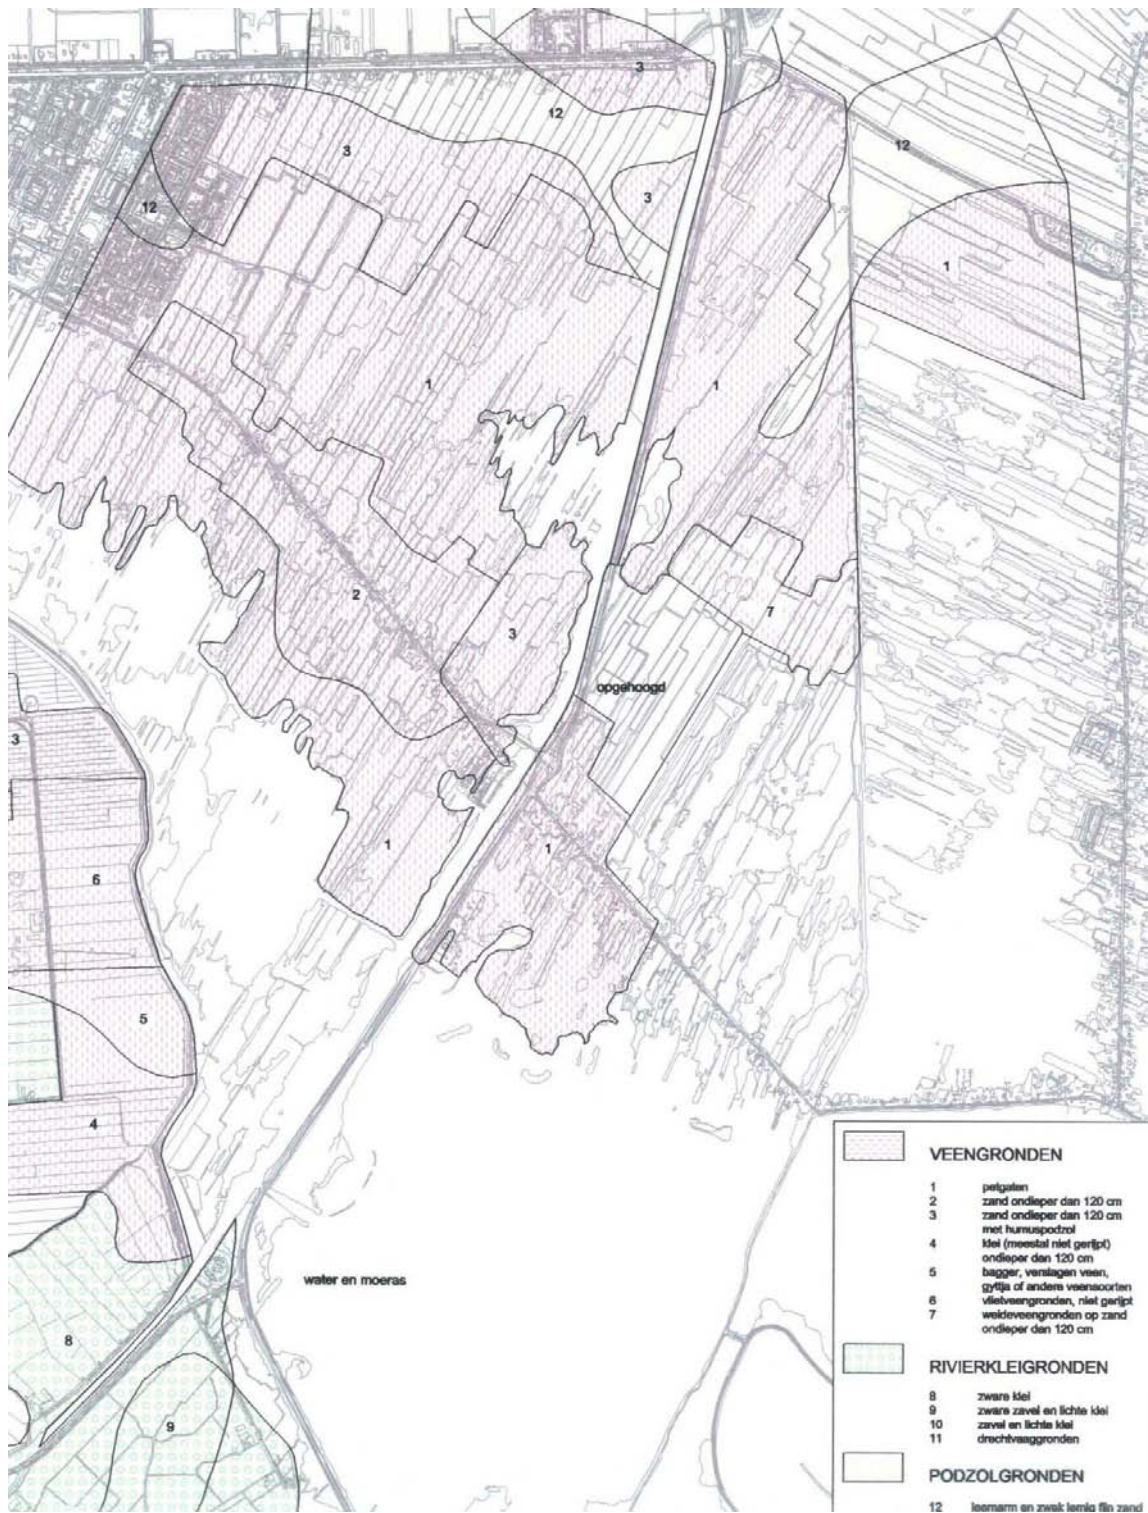 3
12
12
3
3
12
1
1
1
2
7
3
opgehoogd
3
1
1
6
5
4
water en moeras
8
9
VEENGRONDEN
1 petgaten
2 zand ondieper dan 120 cm
3 zand ondieper dan 120 cm
met humuspodzol
4 klei (meestal niet gerijpt)
ondieper dan 120 cm
5 bagger, verslagen veen,
gyttja of andere veensoorten
6 vlietveengronden, niet gerijpt
7 weideveengronden op zand
ondieper dan 120 cm
RIVIERKLEIGRONDEN
8 zware klei
9 zware zavel en lichte klei
10 zavel en lichte klei
11 drechtvaaggronden
PODZOLGRONDEN
12 leemarm en zwak lemig fijn zand